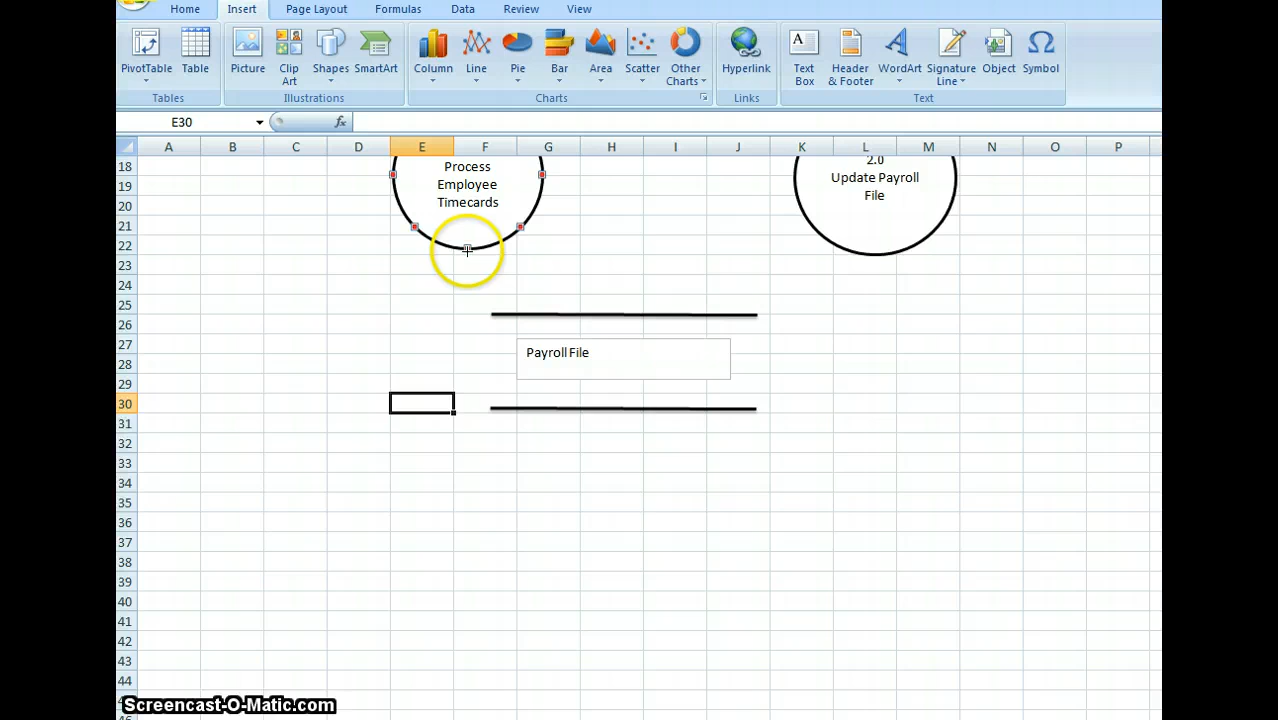 Home Insert Page Layout Formulas Data Review View
PivotTable Table Picture Clip Art Shapes SmartArt Column Line Pie Bar Area Scatter Other Charts Hyperlink Text Box Header & Footer WordArt Signature Line Object Symbol
Tables Illustrations Charts Links Text
E30 fx
A B C D E F G H I J K L M N O P
18
19
20
21
22
23
24
25
26
27
28
29
30
31
32
33
34
35
36
37
38
39
40
41
42
43
44
Process
Employee
Timecards
2.0
Update Payroll
File
Payroll File
Screencast-O-Matic.com